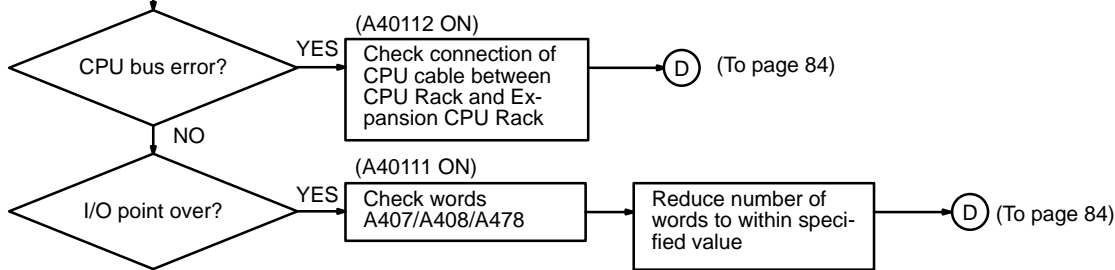 (A40112 ON)
CPU bus error?
YES
Check connection of
CPU cable between
CPU Rack and Ex-
pansion CPU Rack
D
(To page 84)
NO
(A40111 ON)
I/O point over?
YES
Check words
A407/A408/A478
Reduce number of
words to within speci-
fied value
D
(To page 84)